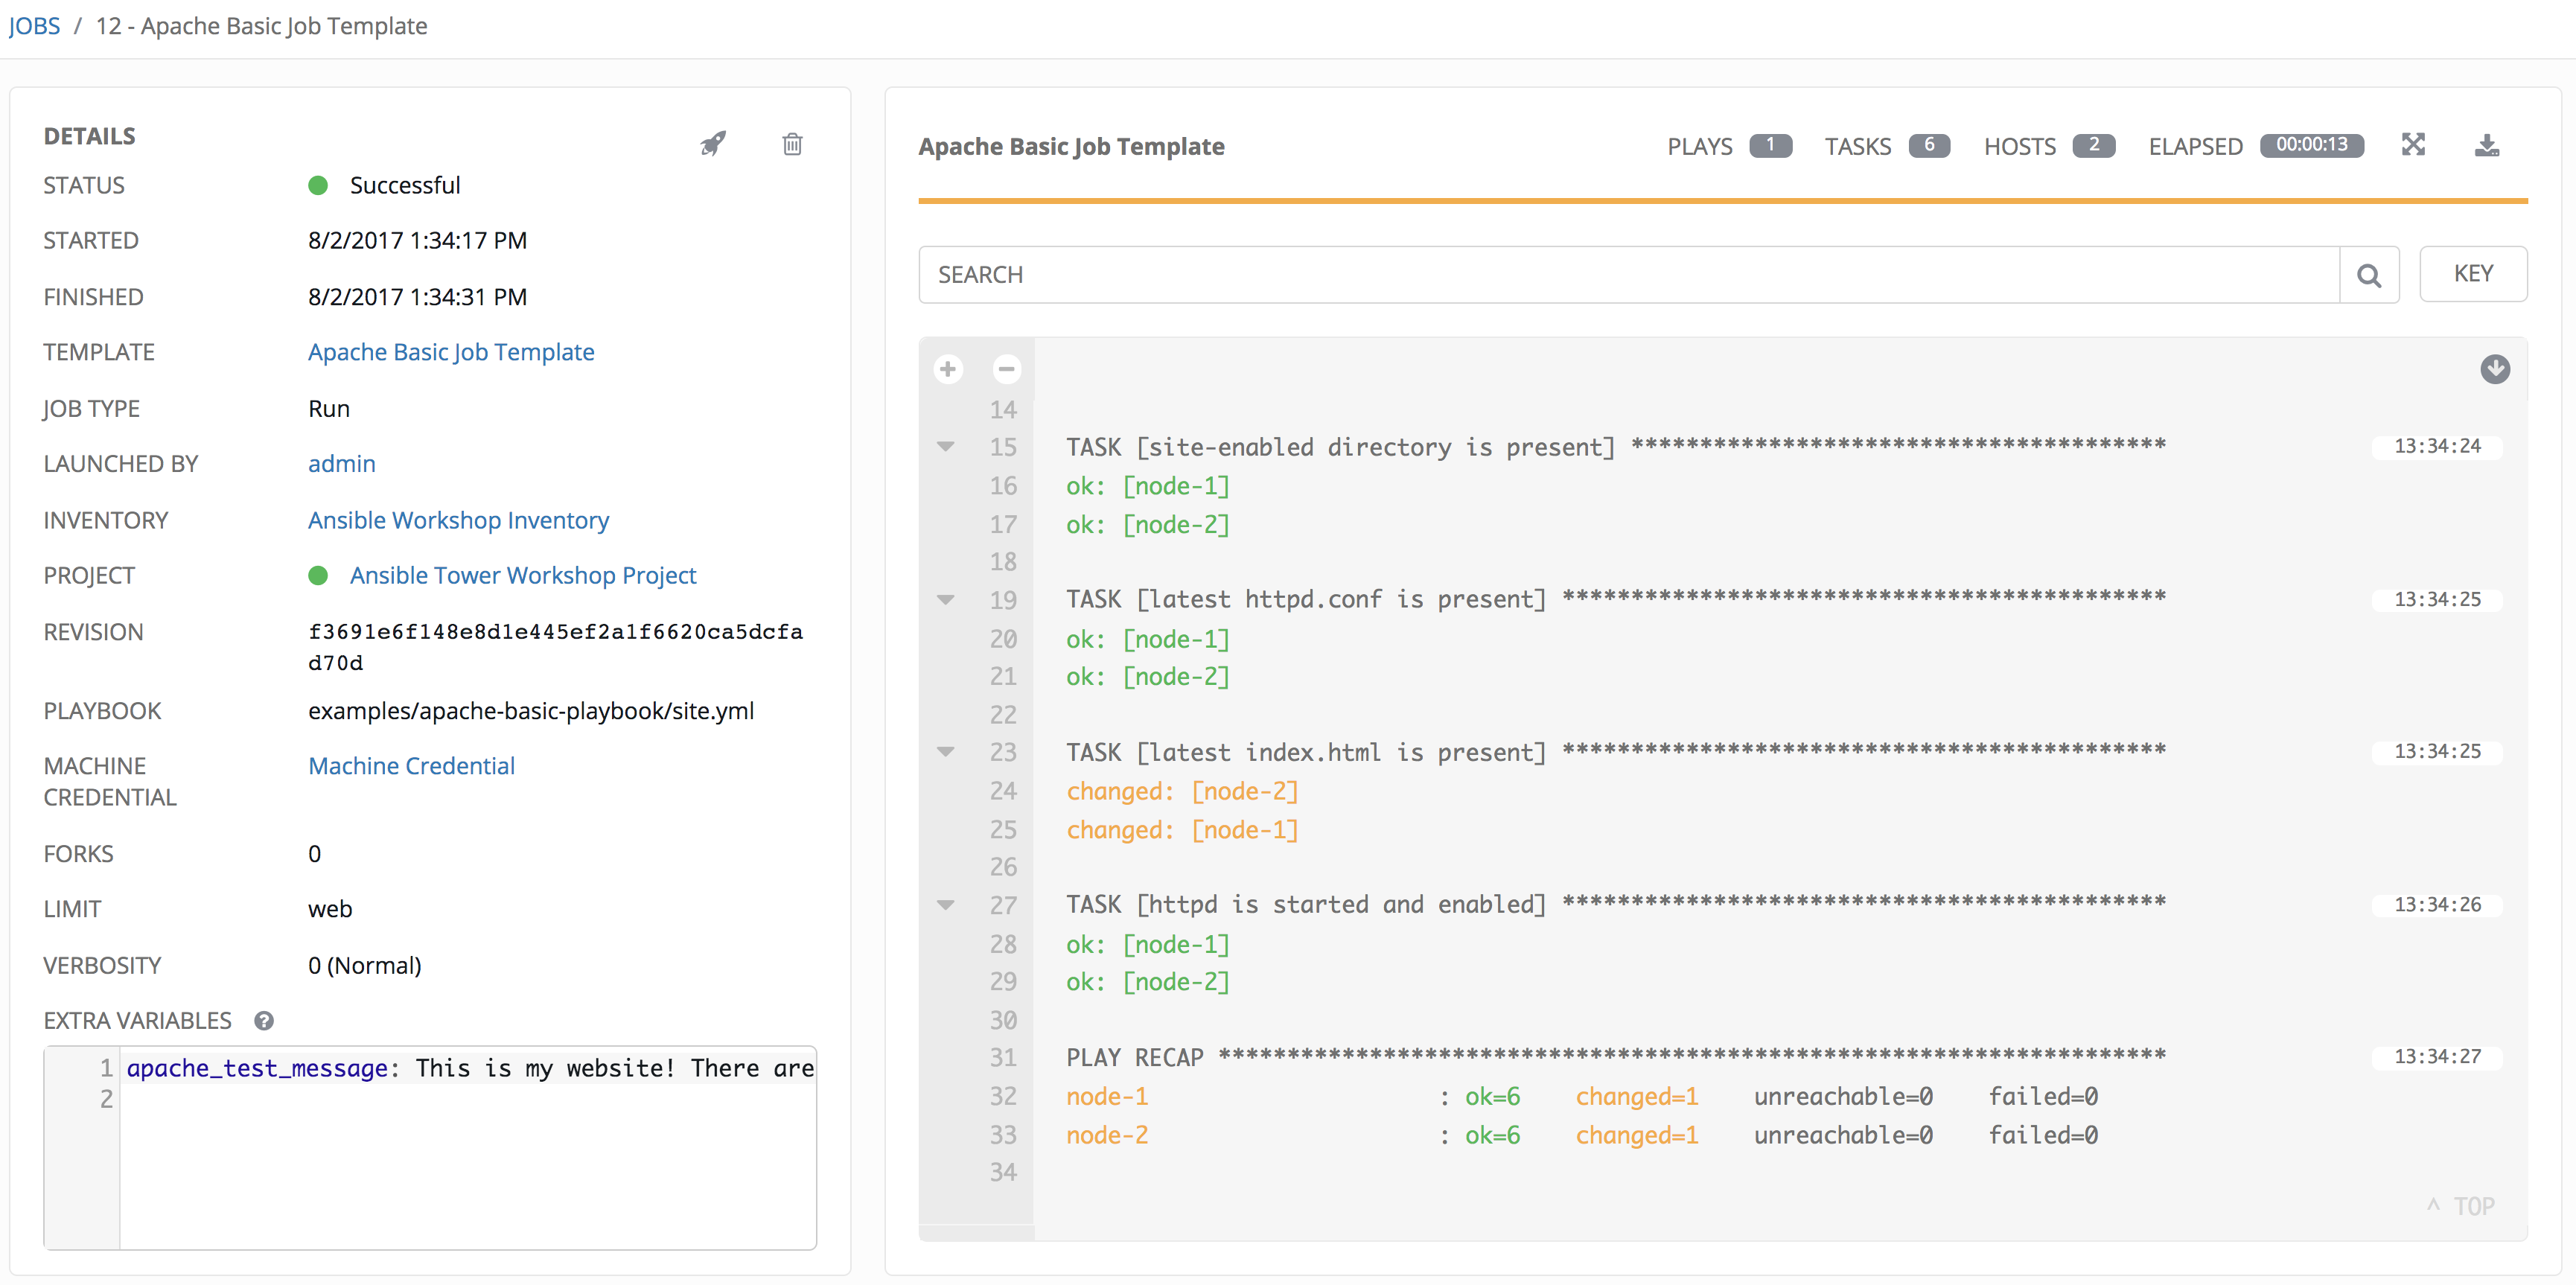 JOBS / 12 - Apache Basic Job Template
DETAILS
STATUS Successful
STARTED 8/2/2017 1:34:17 PM
FINISHED 8/2/2017 1:34:31 PM
TEMPLATE Apache Basic Job Template
JOB TYPE Run
LAUNCHED BY admin
INVENTORY Ansible Workshop Inventory
PROJECT Ansible Tower Workshop Project
REVISION f3691e6f148e8d1e445ef2a1f6620ca5dcfa
d70d
PLAYBOOK examples/apache-basic-playbook/site.yml
MACHINE Machine Credential
CREDENTIAL
FORKS 0
LIMIT web
VERBOSITY 0 (Normal)
EXTRA VARIABLES ?
1 apache_test_message: This is my website! There are
2
Apache Basic Job Template PLAYS 1 TASKS 6 HOSTS 2 ELAPSED 00:00:13
SEARCH KEY
14
15 TASK [site-enabled directory is present] *************************************** 13:34:24
16 ok: [node-1]
17 ok: [node-2]
18
19 TASK [latest httpd.conf is present] ******************************************** 13:34:25
20 ok: [node-1]
21 ok: [node-2]
22
23 TASK [latest index.html is present] ******************************************** 13:34:25
24 changed: [node-2]
25 changed: [node-1]
26
27 TASK [httpd is started and enabled] ******************************************** 13:34:26
28 ok: [node-1]
29 ok: [node-2]
30
31 PLAY RECAP ********************************************************************* 13:34:27
32 node-1 : ok=6 changed=1 unreachable=0 failed=0
33 node-2 : ok=6 changed=1 unreachable=0 failed=0
34
^ TOP